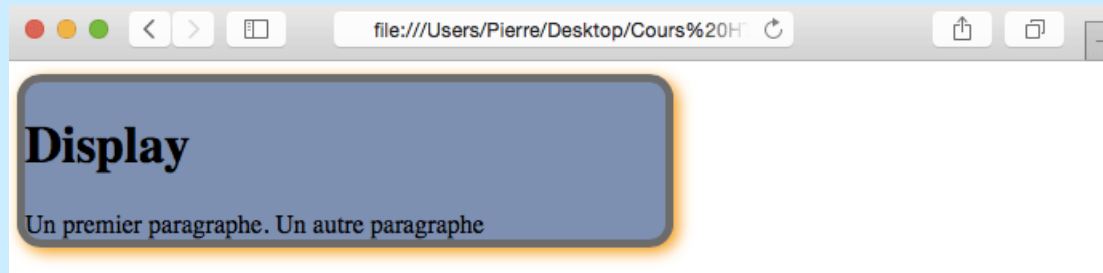 file:///Users/Pierre/Desktop/Cours%20H
Display
Un premier paragraphe. Un autre paragraphe